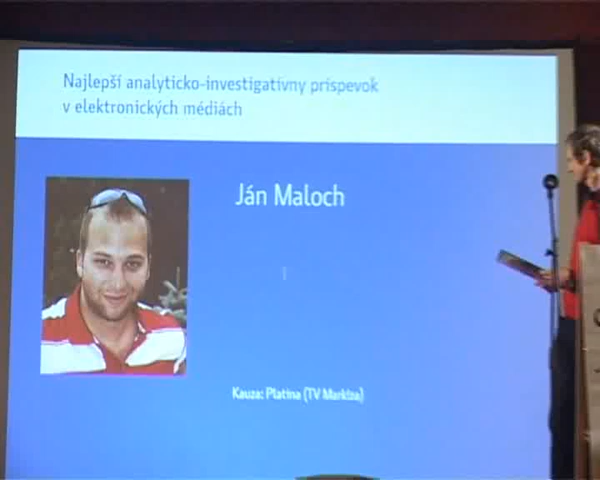 Najlepší analyticko-investigatívny príspevok
v elektronických médiách
Ján Maloch
Kauza: Platina (TV Markíza)